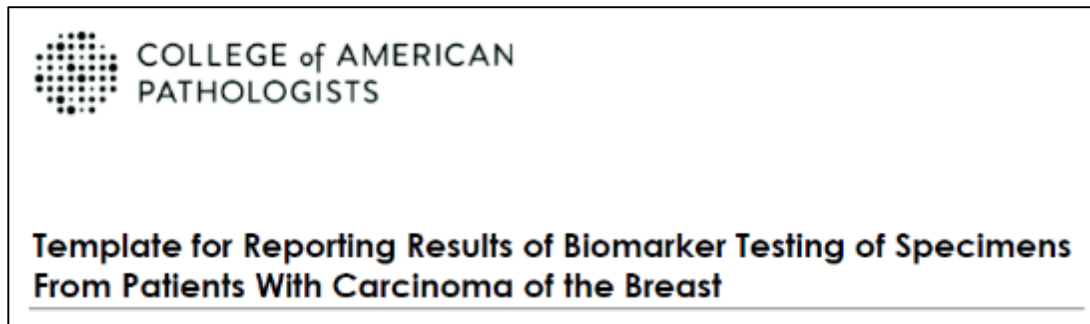 COLLEGE of AMERICAN
PATHOLOGISTS
Template for Reporting Results of Biomarker Testing of Specimens
From Patients With Carcinoma of the Breast